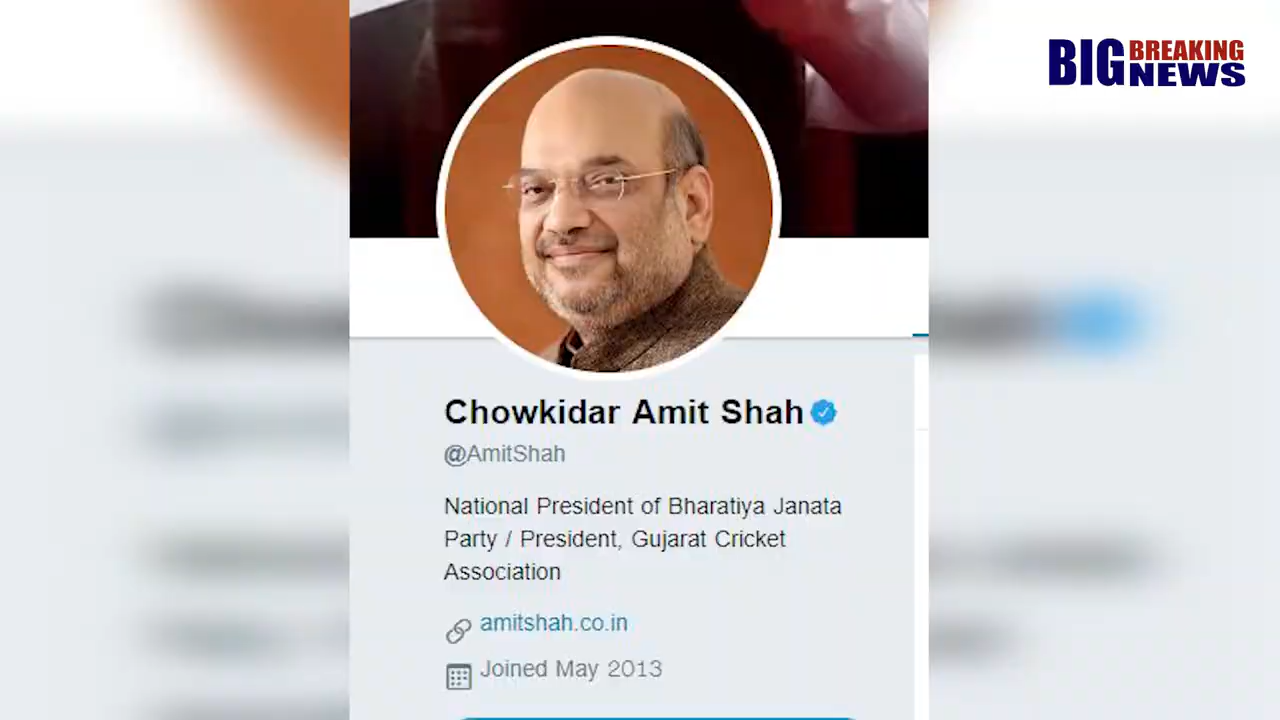 BIG BREAKING NEWS
Chowkidar Amit Shah
@AmitShah
National President of Bharatiya Janata
Party / President, Gujarat Cricket
Association
amitshah.co.in
Joined May 2013